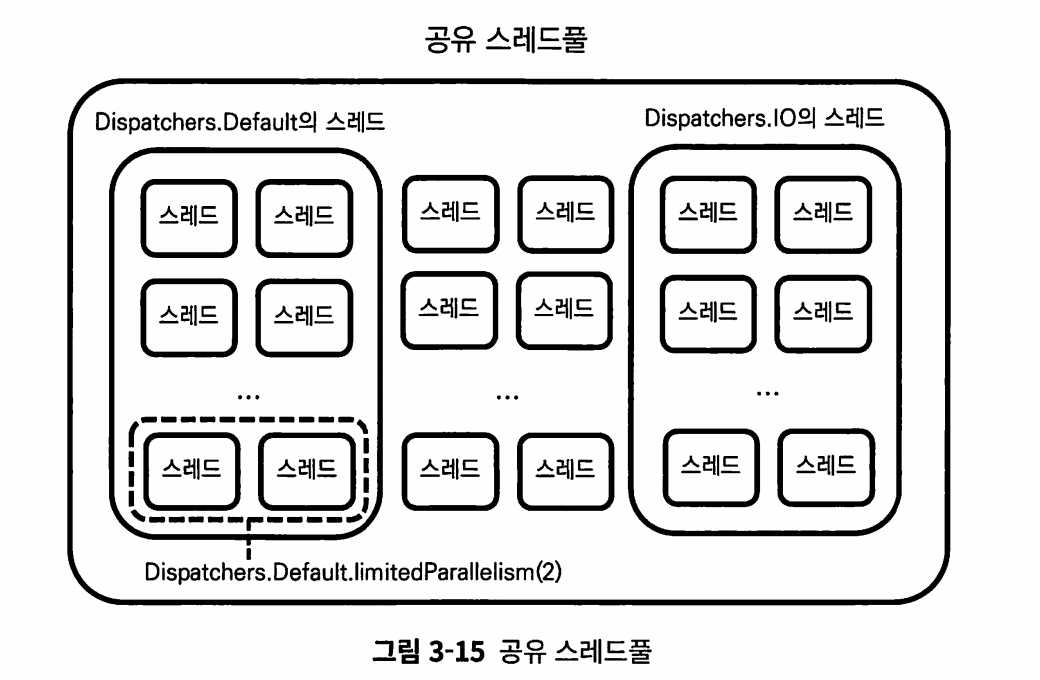 공유 스레드풀
Dispatchers.Default의 스레드
Dispatchers.IO의 스레드
스레드 스레드 스레드 스레드 스레드 스레드
스레드 스레드 스레드 스레드 스레드 스레드
... ... ...
스레드 스레드 스레드 스레드 스레드 스레드
Dispatchers.Default.limitedParallelism(2)
그림 3-15 공유 스레드풀